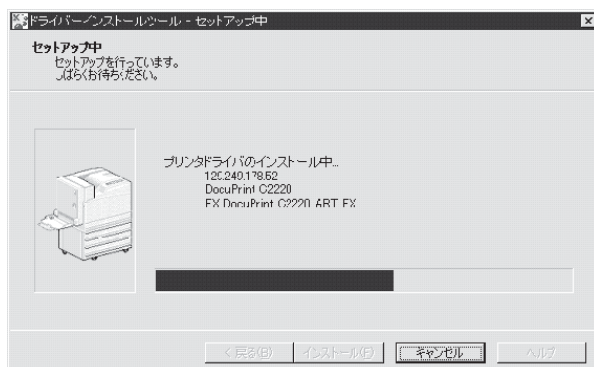 ドライバーインストールツール - セットアップ中
セットアップ中
セットアップを行っています。
しばらくお待ちください。
プリンタドライバのインストール中...
DocuPrint C2220
FX DocuPrint C2220 ART EX
< 戻る(B)
インストール(F)
キャンセル
ヘルプ